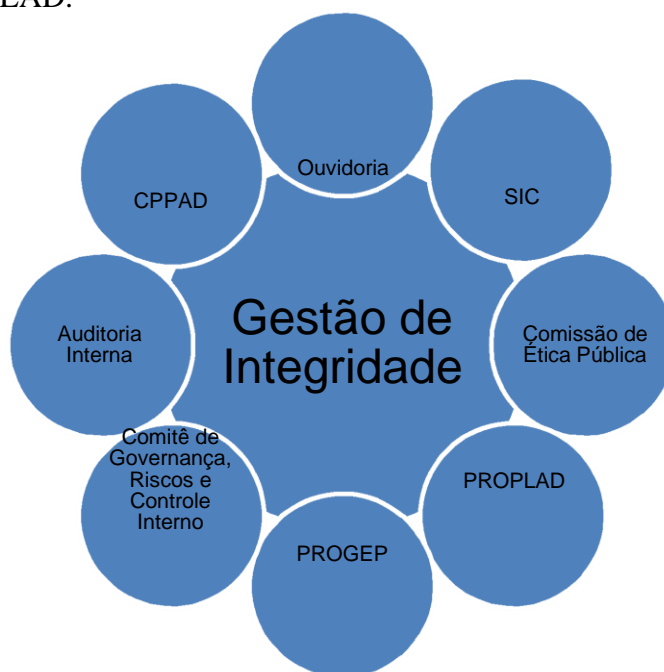 Ouvidoria
SIC
CPPAD
Gestão de
Integridade
Auditoria
Interna
Comissão de
Ética Pública
Comitê de
Governança,
Riscos e
Controle
Interno
PROPLAD
PROGEP